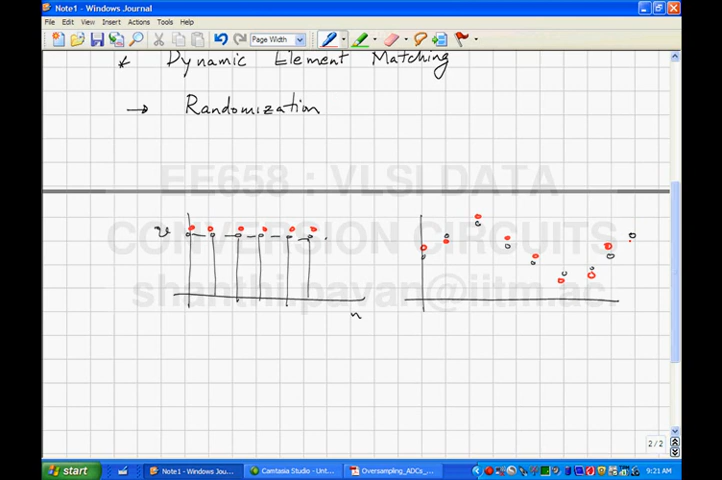 Note1 - Windows Journal
File Edit View Insert Actions Tools Help
Page Width
* Dynamic Element Matching
→ Randomization
EE658 : VLSI DATA
CONVERSION CIRCUITS
shanthi.pavan@iitm.ac.
v
n
2 / 2
start Note1 - Windows Jou... Camtasia Studio - Unt... Oversampling_ADCs_... 9:21 AM